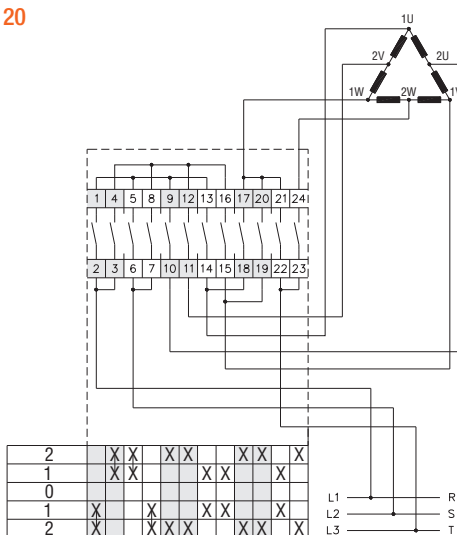 20
1U
2V 2U
1W 2W 1V
1 4 5 8 9 12 13 16 17 20 21 24
2 3 6 7 10 11 14 15 18 19 22 23
2 X X X X X X X
1 X X X X X
0
1 X X X X X
2 X X X X X X X
L1 R
L2 S
L3 T